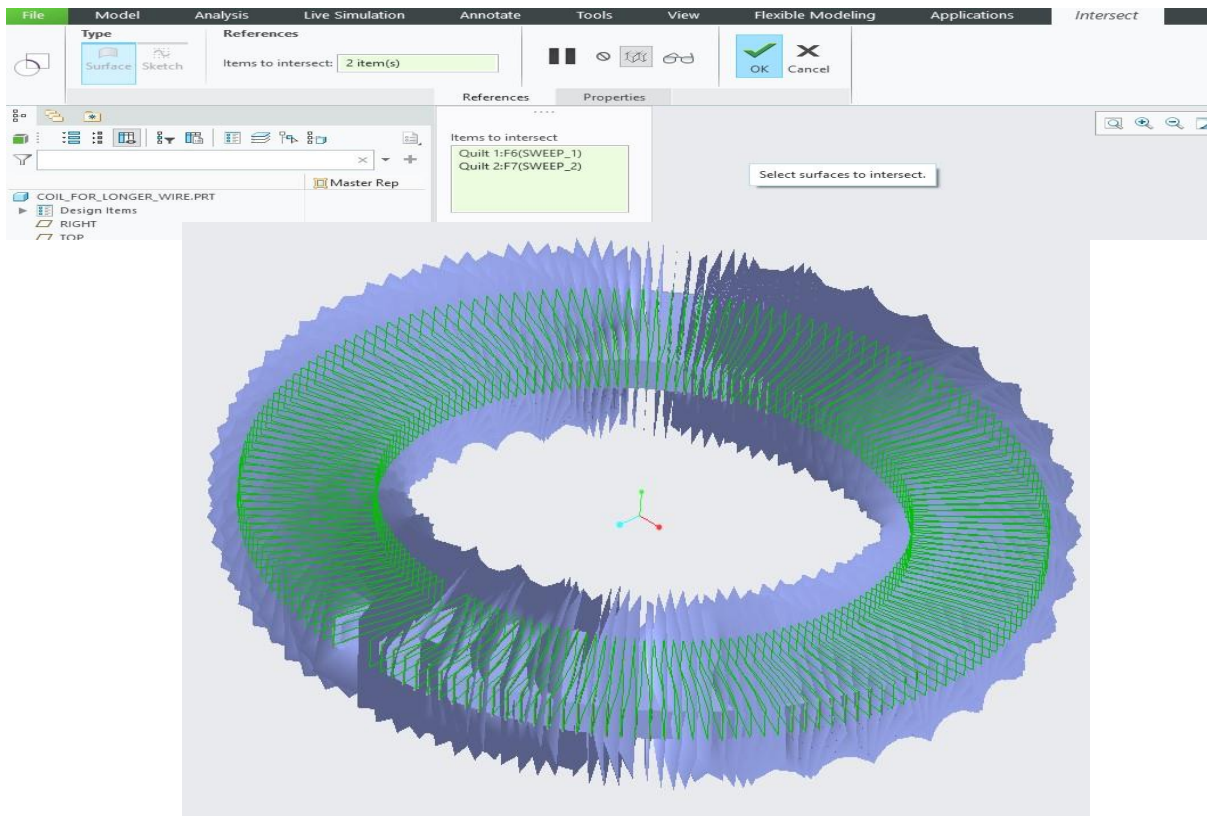 File Model Analysis Live Simulation Annotate Tools View Flexible Modeling Applications Intersect
Type References
Surface Sketch Items to intersect: 2 item(s) OK Cancel
References Properties
Items to intersect
Quilt 1:F6(SWEEP_1)
Quilt 2:F7(SWEEP_2)
Select surfaces to intersect.
Master Rep
COIL_FOR_LONGER_WIRE.PRT
Design Items
RIGHT
TOP